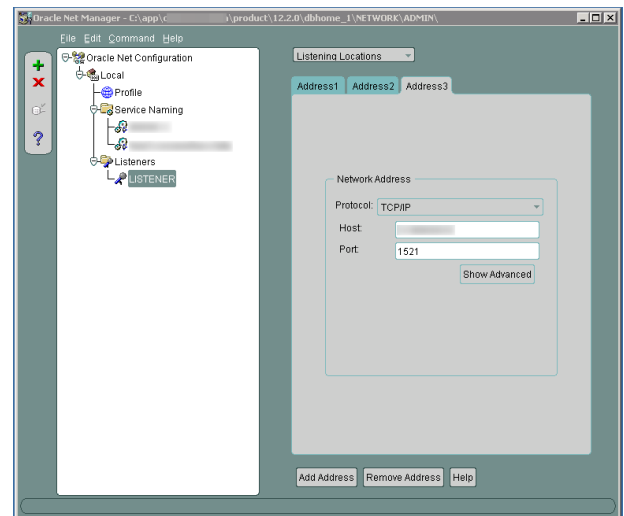 Oracle Net Manager - C:\app\c \product\12.2.0\dbhome_1\NETWORK\ADMIN\
File Edit Command Help
Oracle Net Configuration
Local
Profile
Service Naming
Listeners
LISTENER
Listening Locations
Address1 Address2 Address3
Network Address
Protocol: TCP/IP
Host:
Port: 1521
Show Advanced
Add Address Remove Address Help